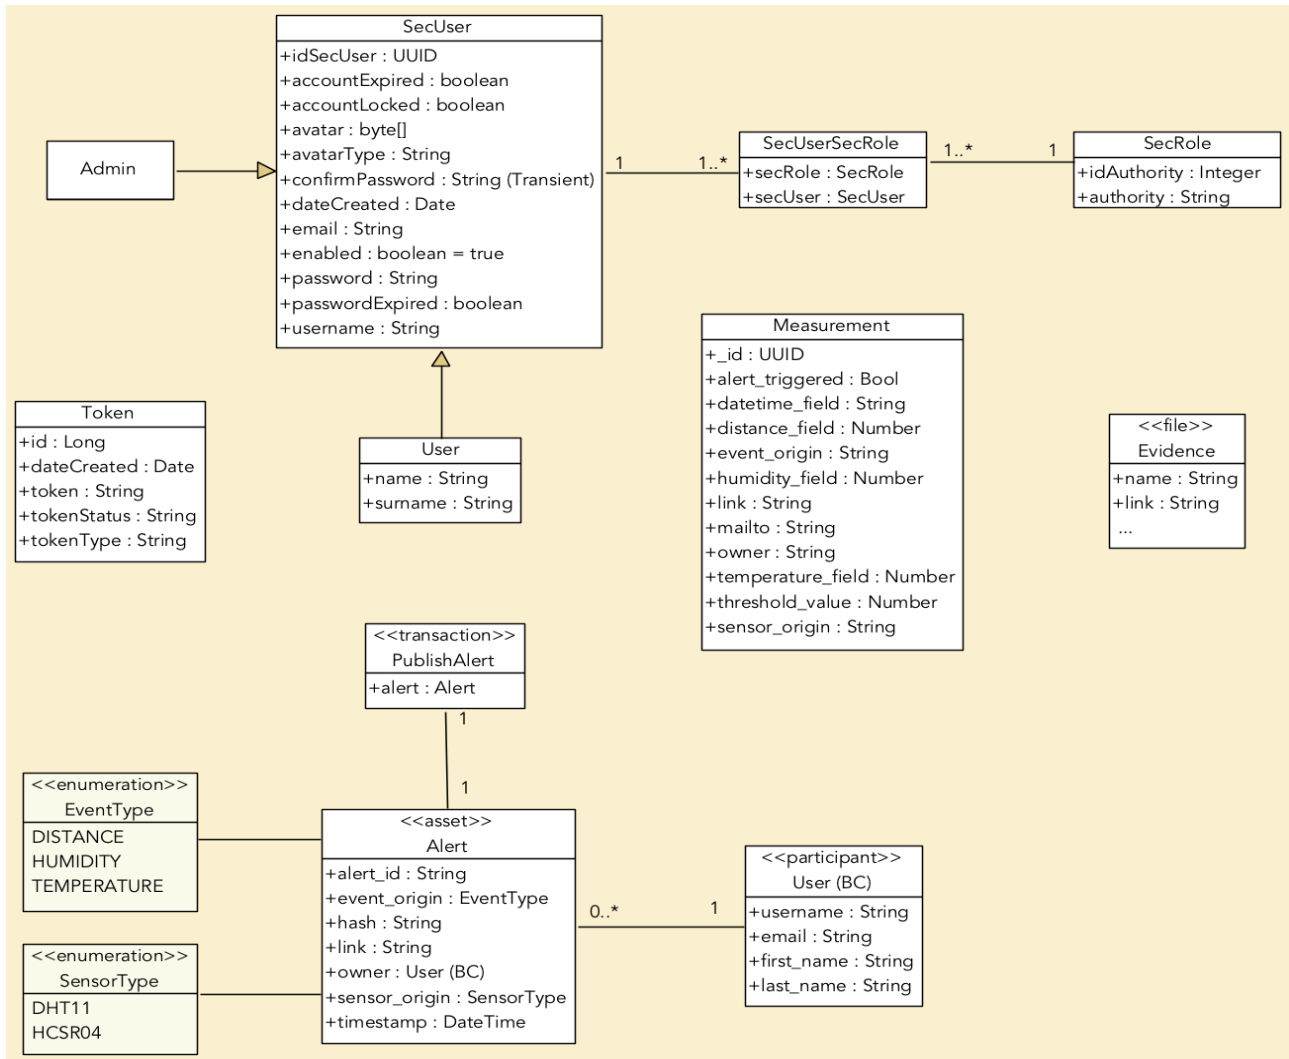 SecUser
+idSecUser : UUID
+accountExpired : boolean
+accountLocked : boolean
+avatar : byte[]
+avatarType : String
+confirmPassword : String (Transient)
+dateCreated : Date
+email : String
+enabled : boolean = true
+password : String
+passwordExpired : boolean
+username : String
Admin
1
1..*
SecUserSecRole
+secRole : SecRole
+secUser : SecUser
1..*
1
SecRole
+idAuthority : Integer
+authority : String
Token
+id : Long
+dateCreated : Date
+token : String
+tokenStatus : String
+tokenType : String
User
+name : String
+surname : String
Measurement
+_id : UUID
+alert_triggered : Bool
+datetime_field : String
+distance_field : Number
+event_origin : String
+humidity_field : Number
+link : String
+mailto : String
+owner : String
+temperature_field : Number
+threshold_value : Number
+sensor_origin : String
<<file>>
Evidence
+name : String
+link : String
...
<<transaction>>
PublishAlert
+alert : Alert
1
1
<<enumeration>>
EventType
DISTANCE
HUMIDITY
TEMPERATURE
<<enumeration>>
SensorType
DHT11
HCSR04
<<asset>>
Alert
+alert_id : String
+event_origin : EventType
+hash : String
+link : String
+owner : User (BC)
+sensor_origin : SensorType
+timestamp : DateTime
0..*
1
<<participant>>
User (BC)
+username : String
+email : String
+first_name : String
+last_name : String